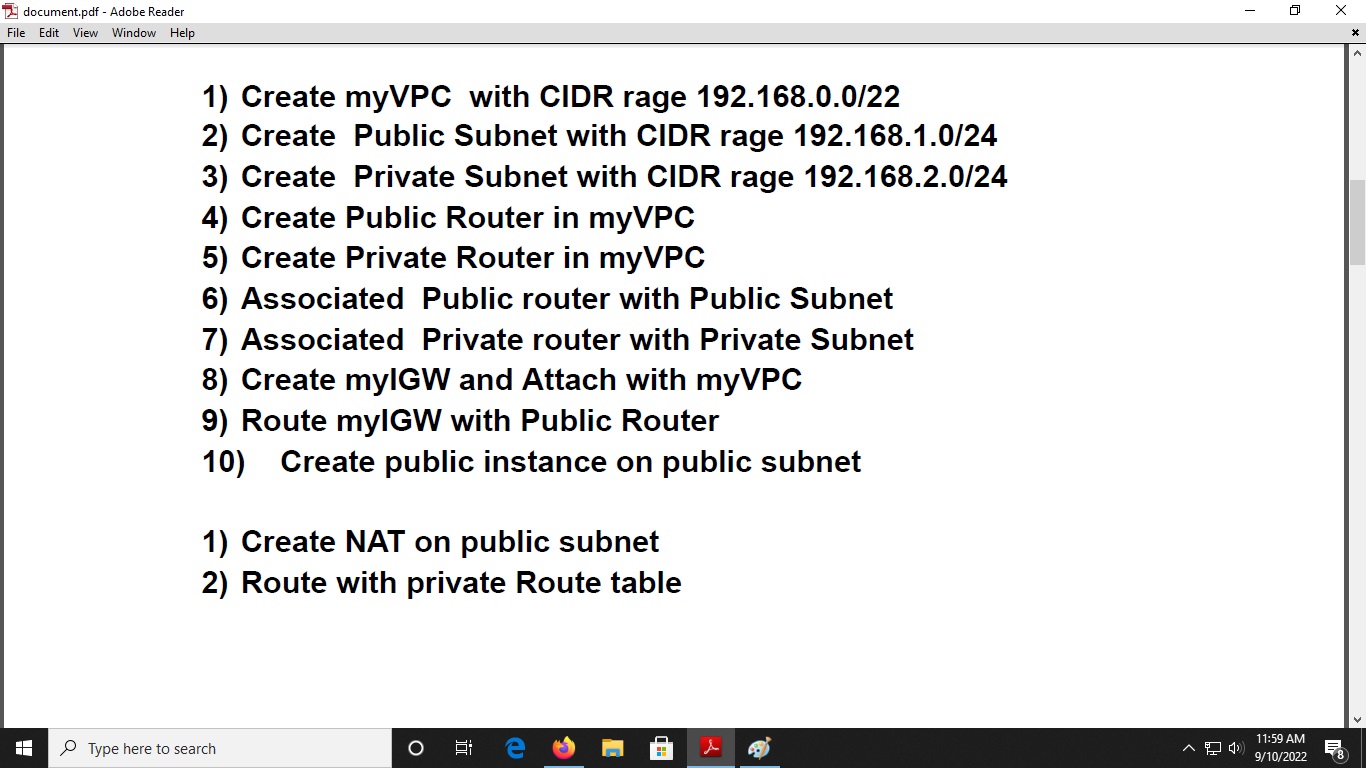 document.pdf - Adobe Reader
File Edit View Window Help
1) Create myVPC  with CIDR rage 192.168.0.0/22
2) Create  Public Subnet with CIDR rage 192.168.1.0/24
3) Create  Private Subnet with CIDR rage 192.168.2.0/24
4) Create Public Router in myVPC
5) Create Private Router in myVPC
6) Associated  Public router with Public Subnet
7) Associated  Private router with Private Subnet
8) Create myIGW and Attach with myVPC
9) Route myIGW with Public Router
10) Create public instance on public subnet
1) Create NAT on public subnet
2) Route with private Route table
Type here to search
11:59 AM
9/10/2022
8